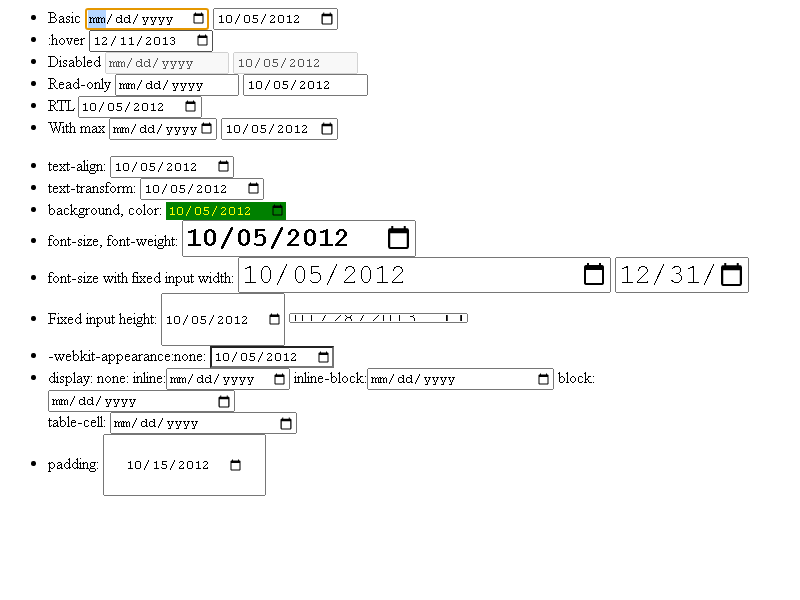 Basic mm/dd/yyyy 10/05/2012
:hover 12/11/2013
Disabled mm/dd/yyyy 10/05/2012
Read-only mm/dd/yyyy 10/05/2012
RTL 10/05/2012
With max mm/dd/yyyy 10/05/2012
text-align: 10/05/2012
text-transform: 10/05/2012
background, color: 10/05/2012
font-size, font-weight: 10/05/2012
font-size with fixed input width: 10/05/2012 12/31/
Fixed input height: 10/05/2012
-webkit-appearance:none: 10/05/2012
display: none: inline: mm/dd/yyyy inline-block: mm/dd/yyyy block:
mm/dd/yyyy
table-cell: mm/dd/yyyy
padding: 10/15/2012